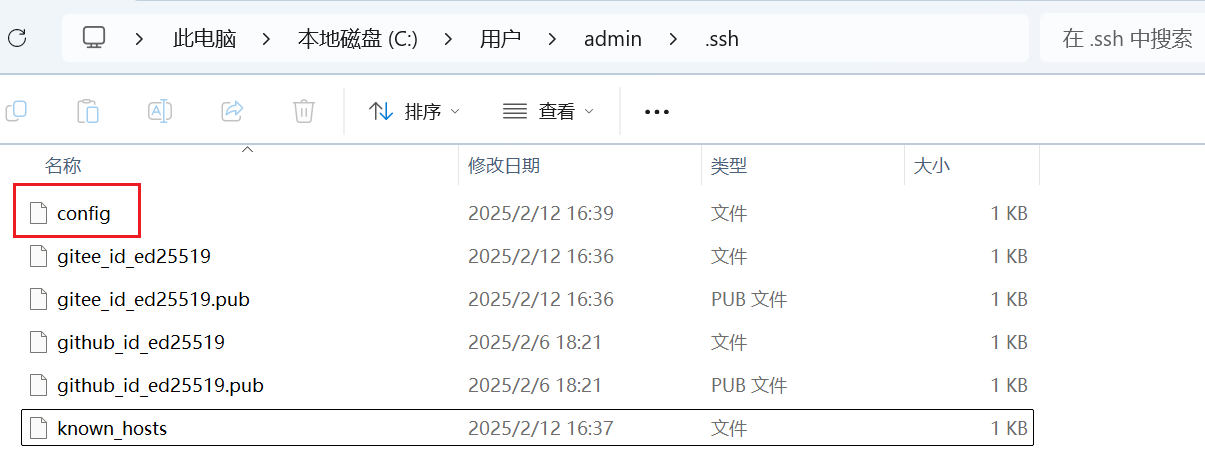 此电脑 > 本地磁盘 (C:) > 用户 > admin > .ssh 在 .ssh 中搜索
排序 查看
名称 修改日期 类型 大小
config 2025/2/12 16:39 文件 1 KB
gitee_id_ed25519 2025/2/12 16:36 文件 1 KB
gitee_id_ed25519.pub 2025/2/12 16:36 PUB 文件 1 KB
github_id_ed25519 2025/2/6 18:21 文件 1 KB
github_id_ed25519.pub 2025/2/6 18:21 PUB 文件 1 KB
known_hosts 2025/2/12 16:37 文件 1 KB